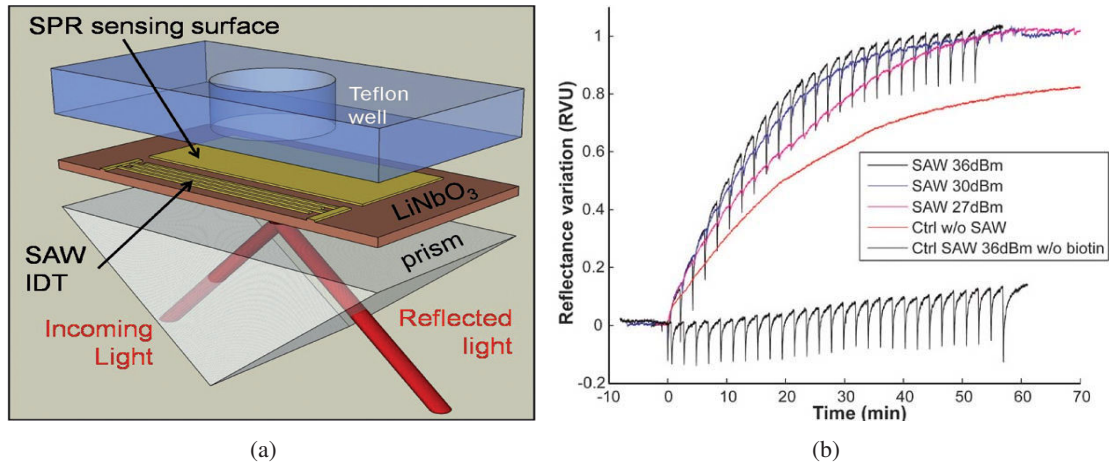 SPR sensing surface
Teflon
well
LiNbO3
SAW
IDT
prism
Incoming
Light
Reflected
light
(a)
Reflectance variation (RVU)
1
0.8
0.6
0.4
0.2
0
-0.2
-10
0
10
20
30
40
50
60
70
Time (min)
SAW 36dBm
SAW 30dBm
SAW 27dBm
Ctrl w/o SAW
Ctrl SAW 36dBm w/o biotin
(b)